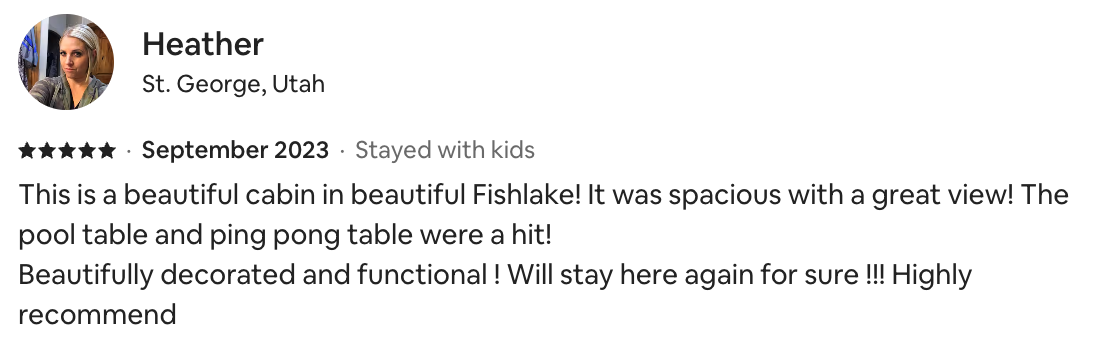 Heather
St. George, Utah
★★★★★ · September 2023 · Stayed with kids
This is a beautiful cabin in beautiful Fishlake! It was spacious with a great view! The
pool table and ping pong table were a hit!
Beautifully decorated and functional ! Will stay here again for sure !!! Highly
recommend